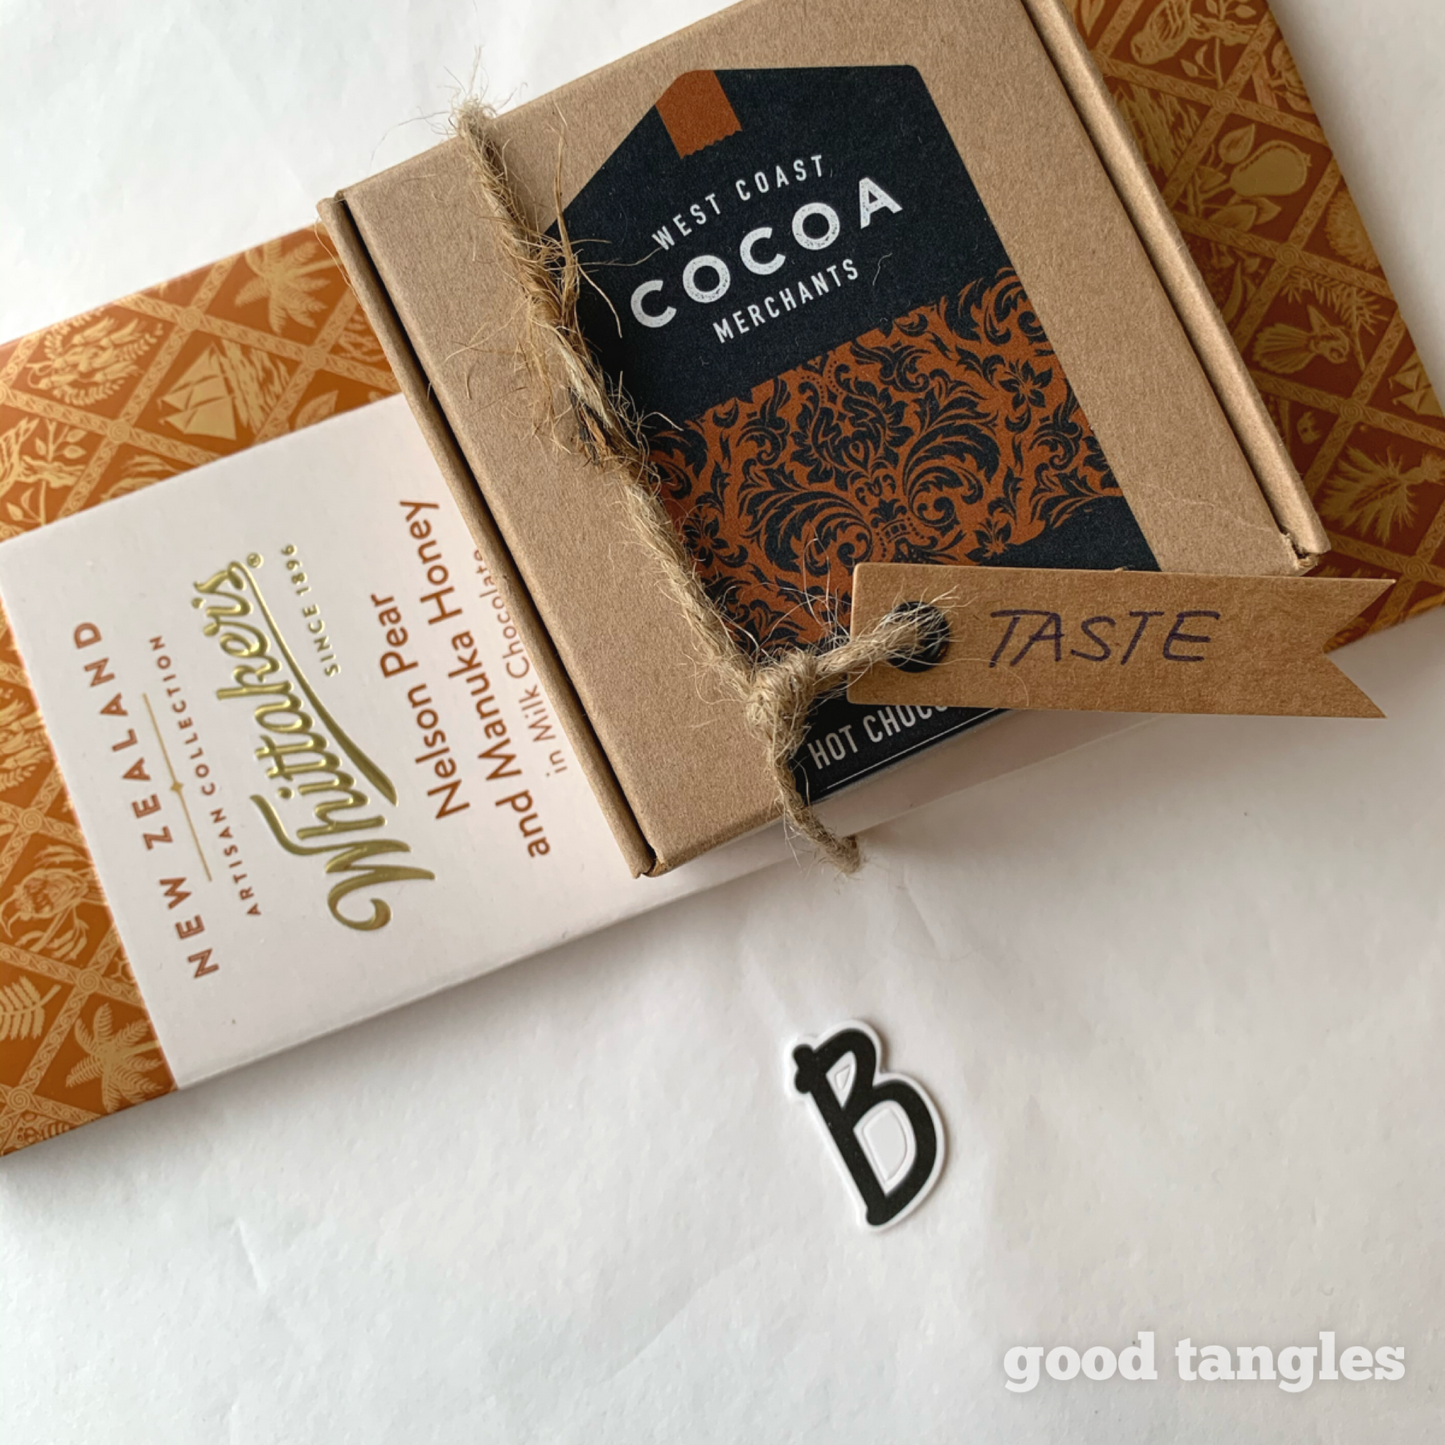 WEST COAST
COCOA
MERCHANTS
HOT
TASTE
NEW ZEALAND
ARTISAN COLLECTION
Whittaker's®
SINCE 1896
Nelson Pear
and Manuka Honey
in Milk Chocolate
B
good tangles